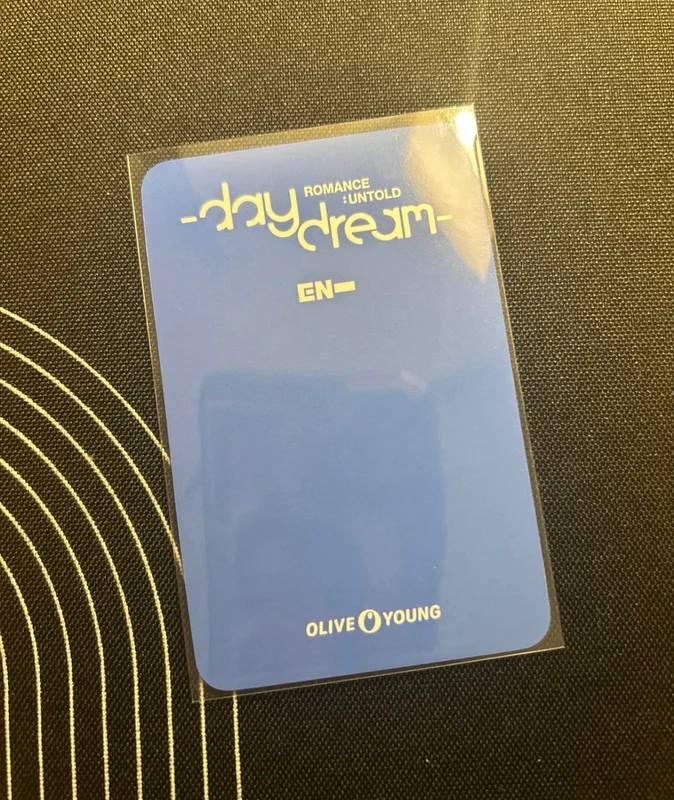 -day
ROMANCE
:UNTOLD
dream-
EN-
OLIVE YOUNG